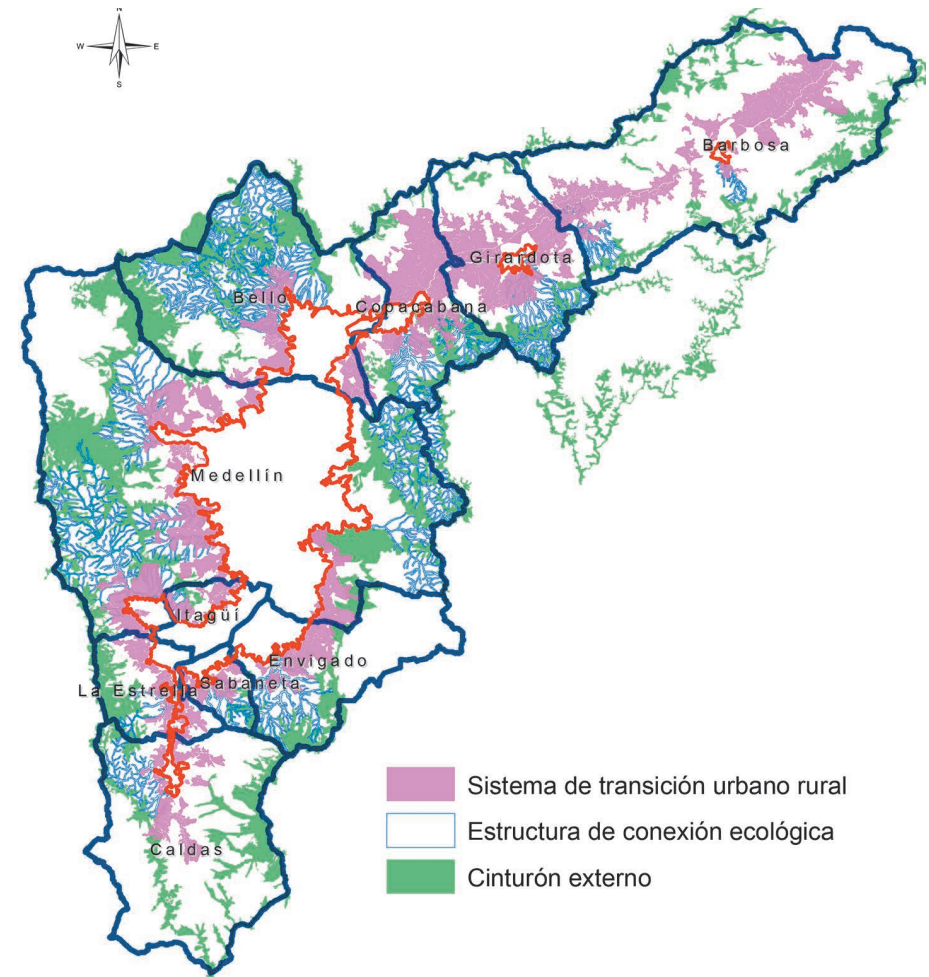 N
W E
S
Barbosa
Girardota
Bello
Copacabana
Medellín
Itagüí
Envigado
Sabaneta
La Estrella
Caldas
Sistema de transición urbano rural
Estructura de conexión ecológica
Cinturón externo